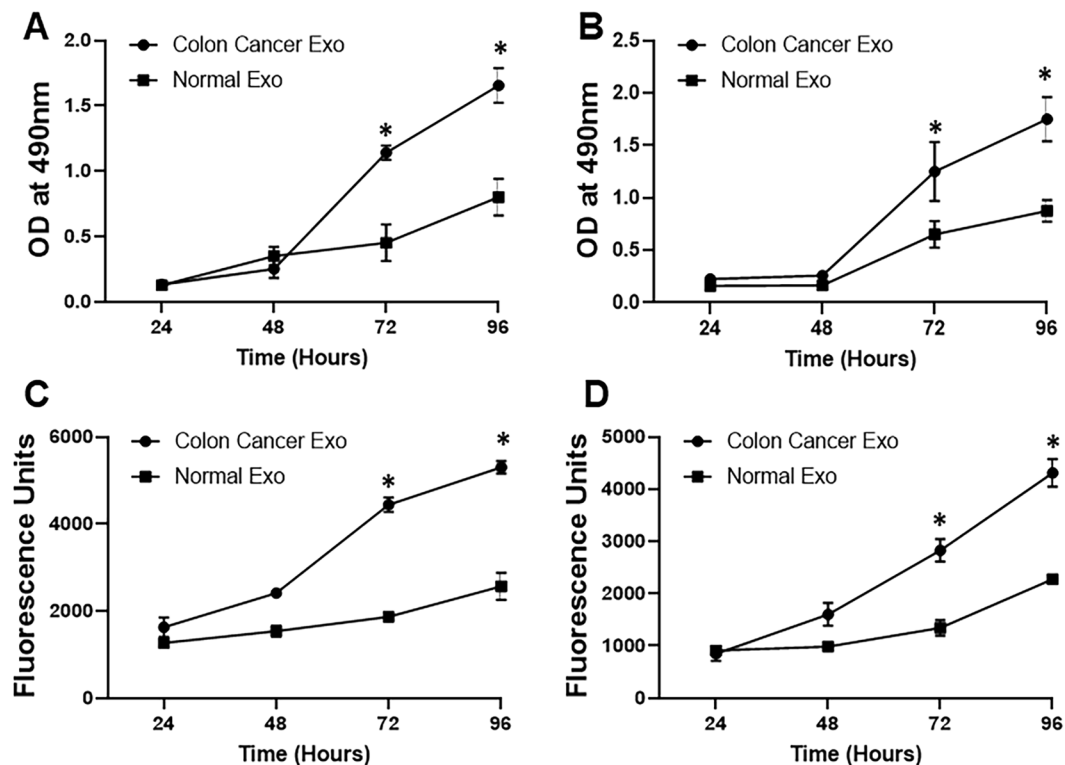 A
Colon Cancer Exo
Normal Exo
OD at 490nm
2.0
1.5
1.0
0.5
0.0
*
*
24 48 72 96
Time (Hours)
B
Colon Cancer Exo
Normal Exo
OD at 490nm
2.5
2.0
1.5
1.0
0.5
0.0
*
*
24 48 72 96
Time (Hours)
C
Colon Cancer Exo
Normal Exo
Fluorescence Units
6000
4000
2000
0
*
*
24 48 72 96
Time (Hours)
D
Colon Cancer Exo
Normal Exo
Fluorescence Units
5000
4000
3000
2000
1000
0
*
*
24 48 72 96
Time (Hours)